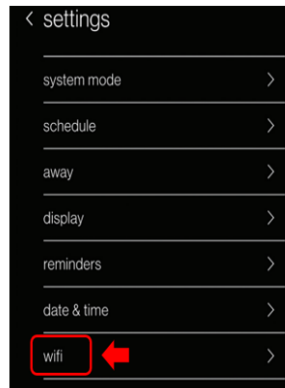 settings
system mode
schedule
away
display
reminders
date & time
wifi